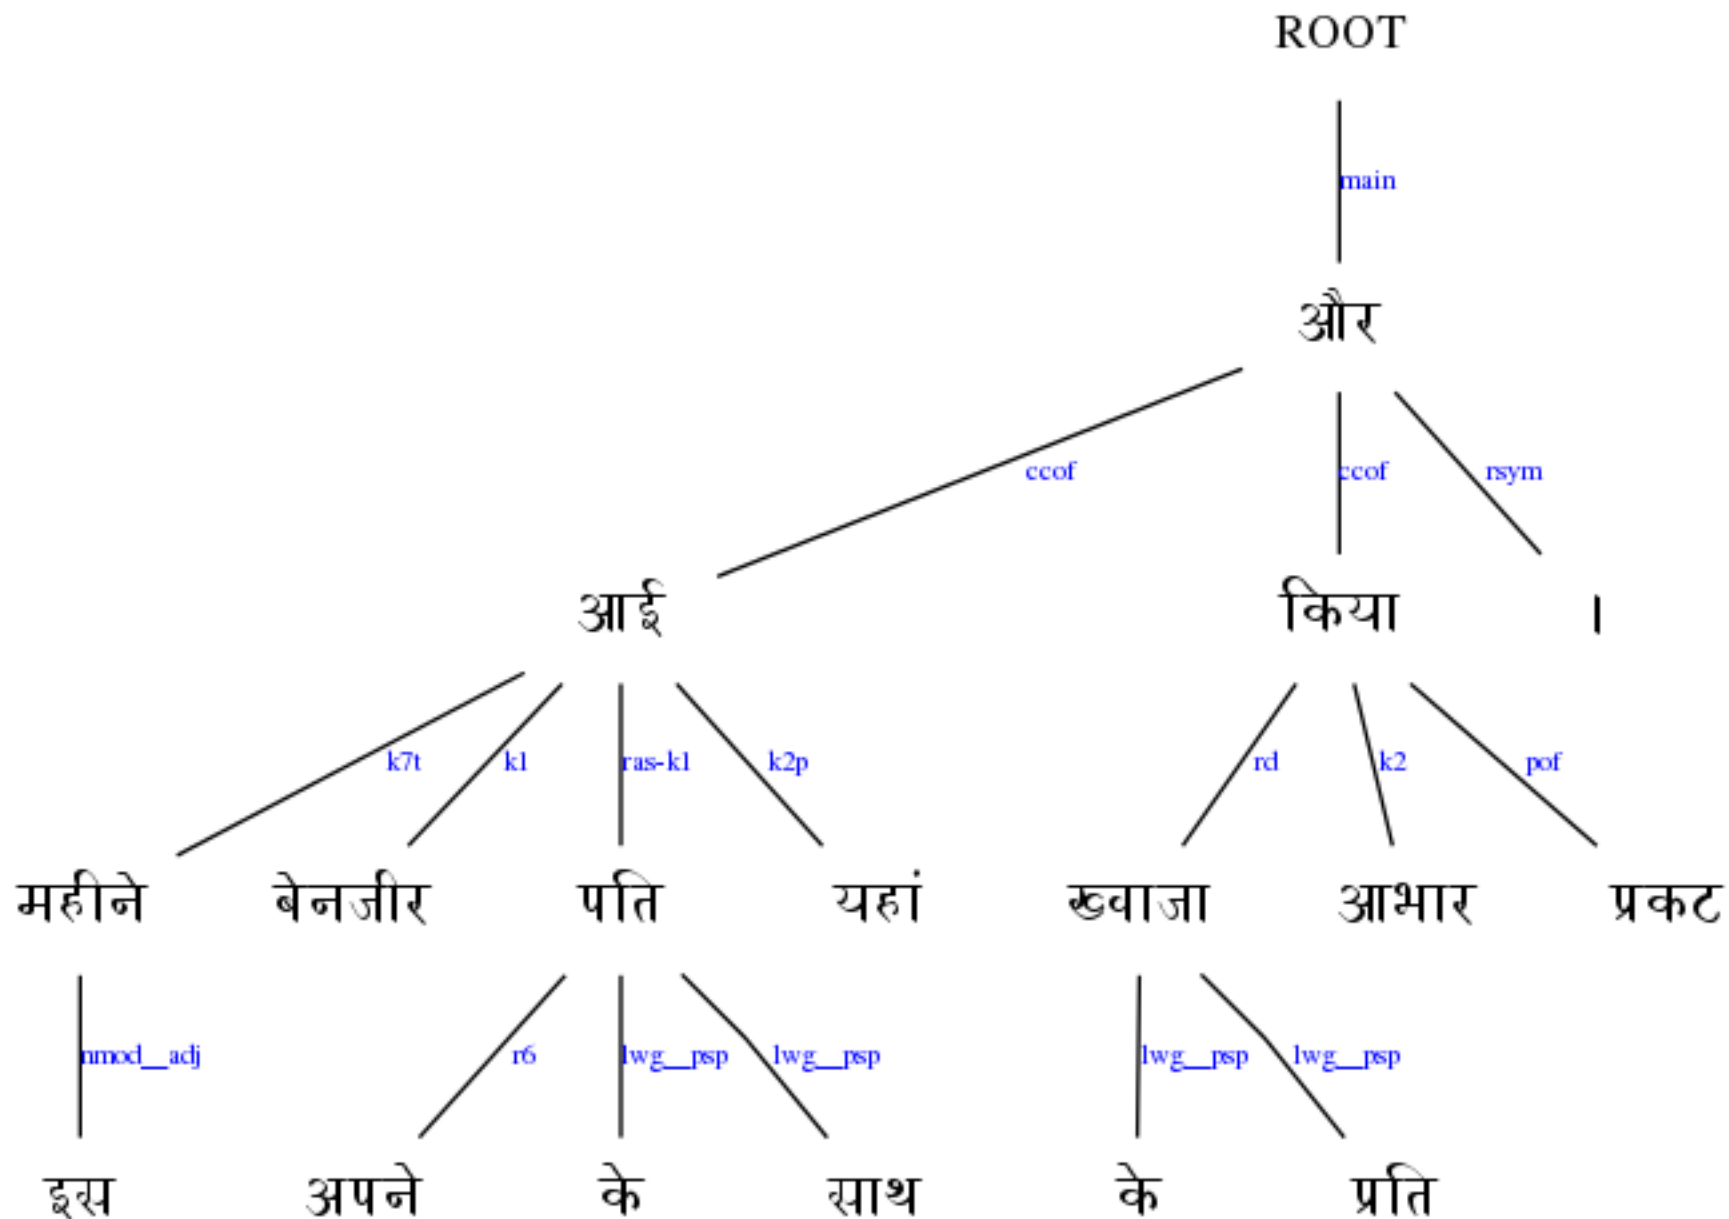 ROOT
main
और
ccof ccof rsym
आई किया ।
k7t k1 ras-k1 k2p rd k2 pof
महीने बेनजीर पति यहां ख्वाजा आभार प्रकट
nmod__adj r6 lwg__psp lwg__psp lwg__psp lwg__psp
इस अपने के साथ के प्रति